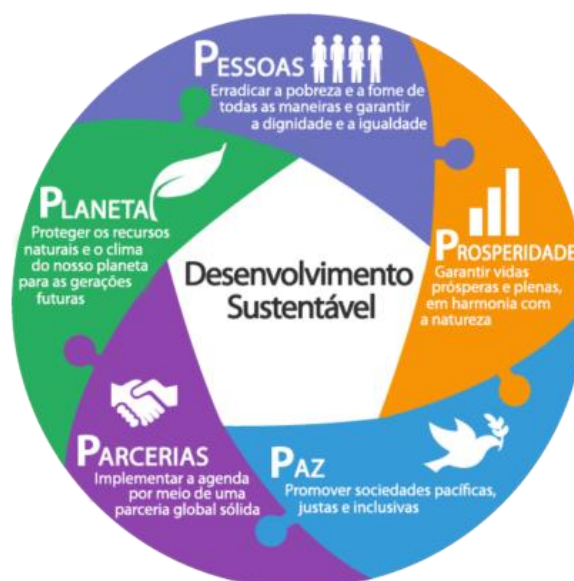 PESSOAS
Erradicar a pobreza e a fome de
todas as maneiras e garantir
a dignidade e a igualdade
PROSPERIDADE
Garantir vidas
prósperas e plenas,
em harmonia com
a natureza
PAZ
Promover sociedades pacíficas,
justas e inclusivas
PARCERIAS
Implementar a agenda
por meio de uma
parceria global sólida
PLANETA
Proteger os recursos
naturais e o clima
do nosso planeta
para as gerações
futuras
Desenvolvimento
Sustentável